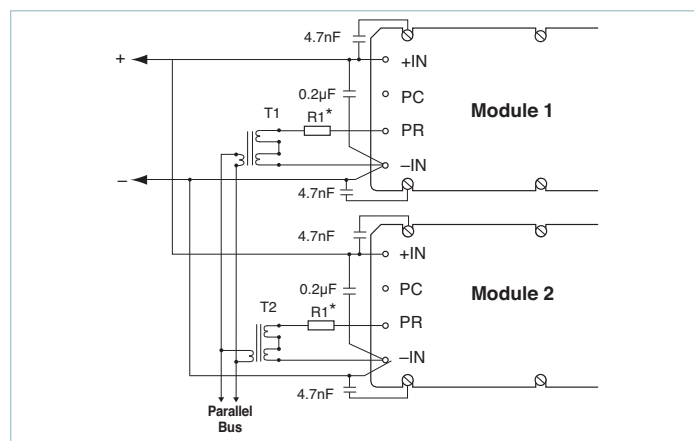 4.7nF
+
+IN
0.2µF
PC
Module 1
T1
R1*
PR
–IN
–
4.7nF
4.7nF
+IN
0.2µF
PC
Module 2
T2
R1*
PR
–IN
4.7nF
Parallel
Bus